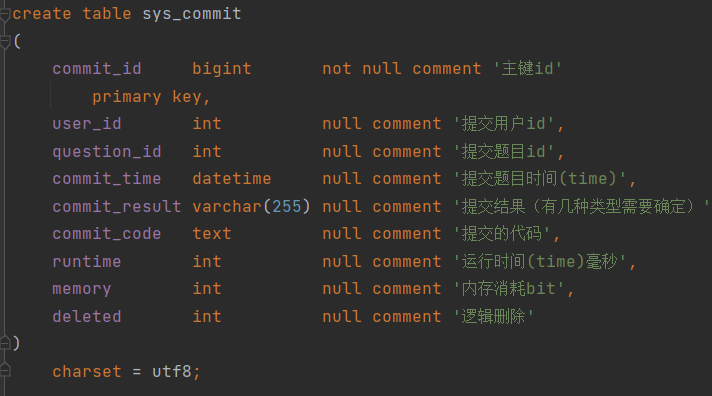 create table sys_commit
(
    commit_id     bigint       not null comment '主键id'
        primary key,
    user_id       int          null comment '提交用户id',
    question_id   int          null comment '提交题目id',
    commit_time   datetime     null comment '提交题目时间(time)',
    commit_result varchar(255) null comment '提交结果（有几种类型需要确定）'
    commit_code   text         null comment '提交的代码',
    runtime       int          null comment '运行时间(time)毫秒',
    memory        int          null comment '内存消耗bit',
    deleted       int          null comment '逻辑删除'
)
    charset = utf8;